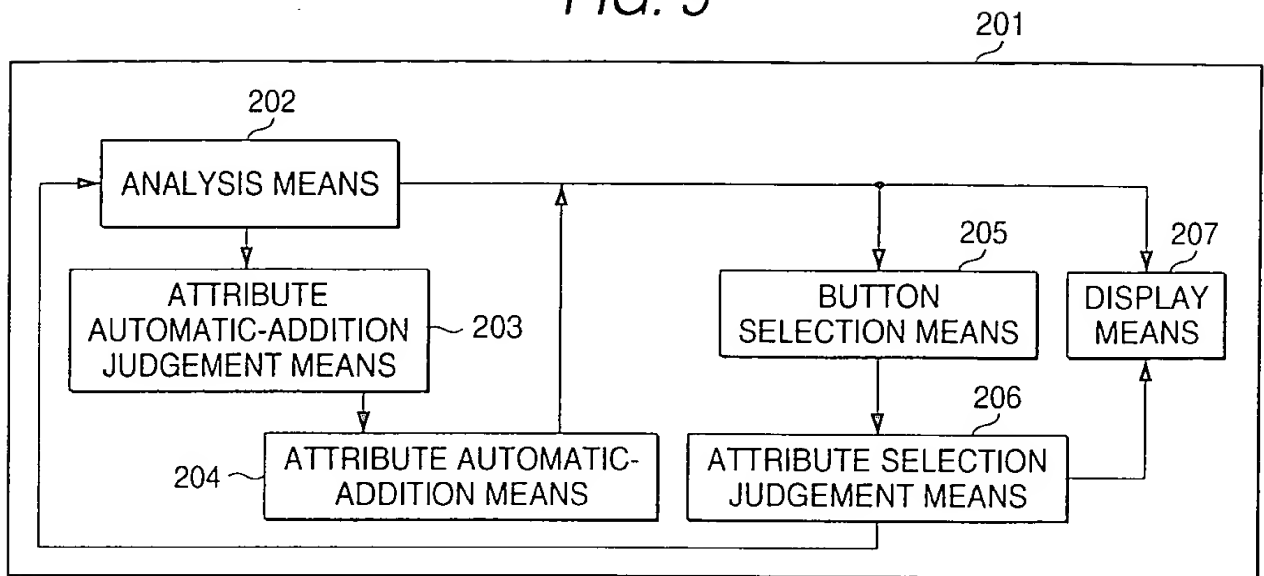 201
202
ANALYSIS MEANS
205
207
ATTRIBUTE
AUTOMATIC-ADDITION
JUDGEMENT MEANS
203
BUTTON
SELECTION MEANS
DISPLAY
MEANS
206
204
ATTRIBUTE AUTOMATIC-
ADDITION MEANS
ATTRIBUTE SELECTION
JUDGEMENT MEANS